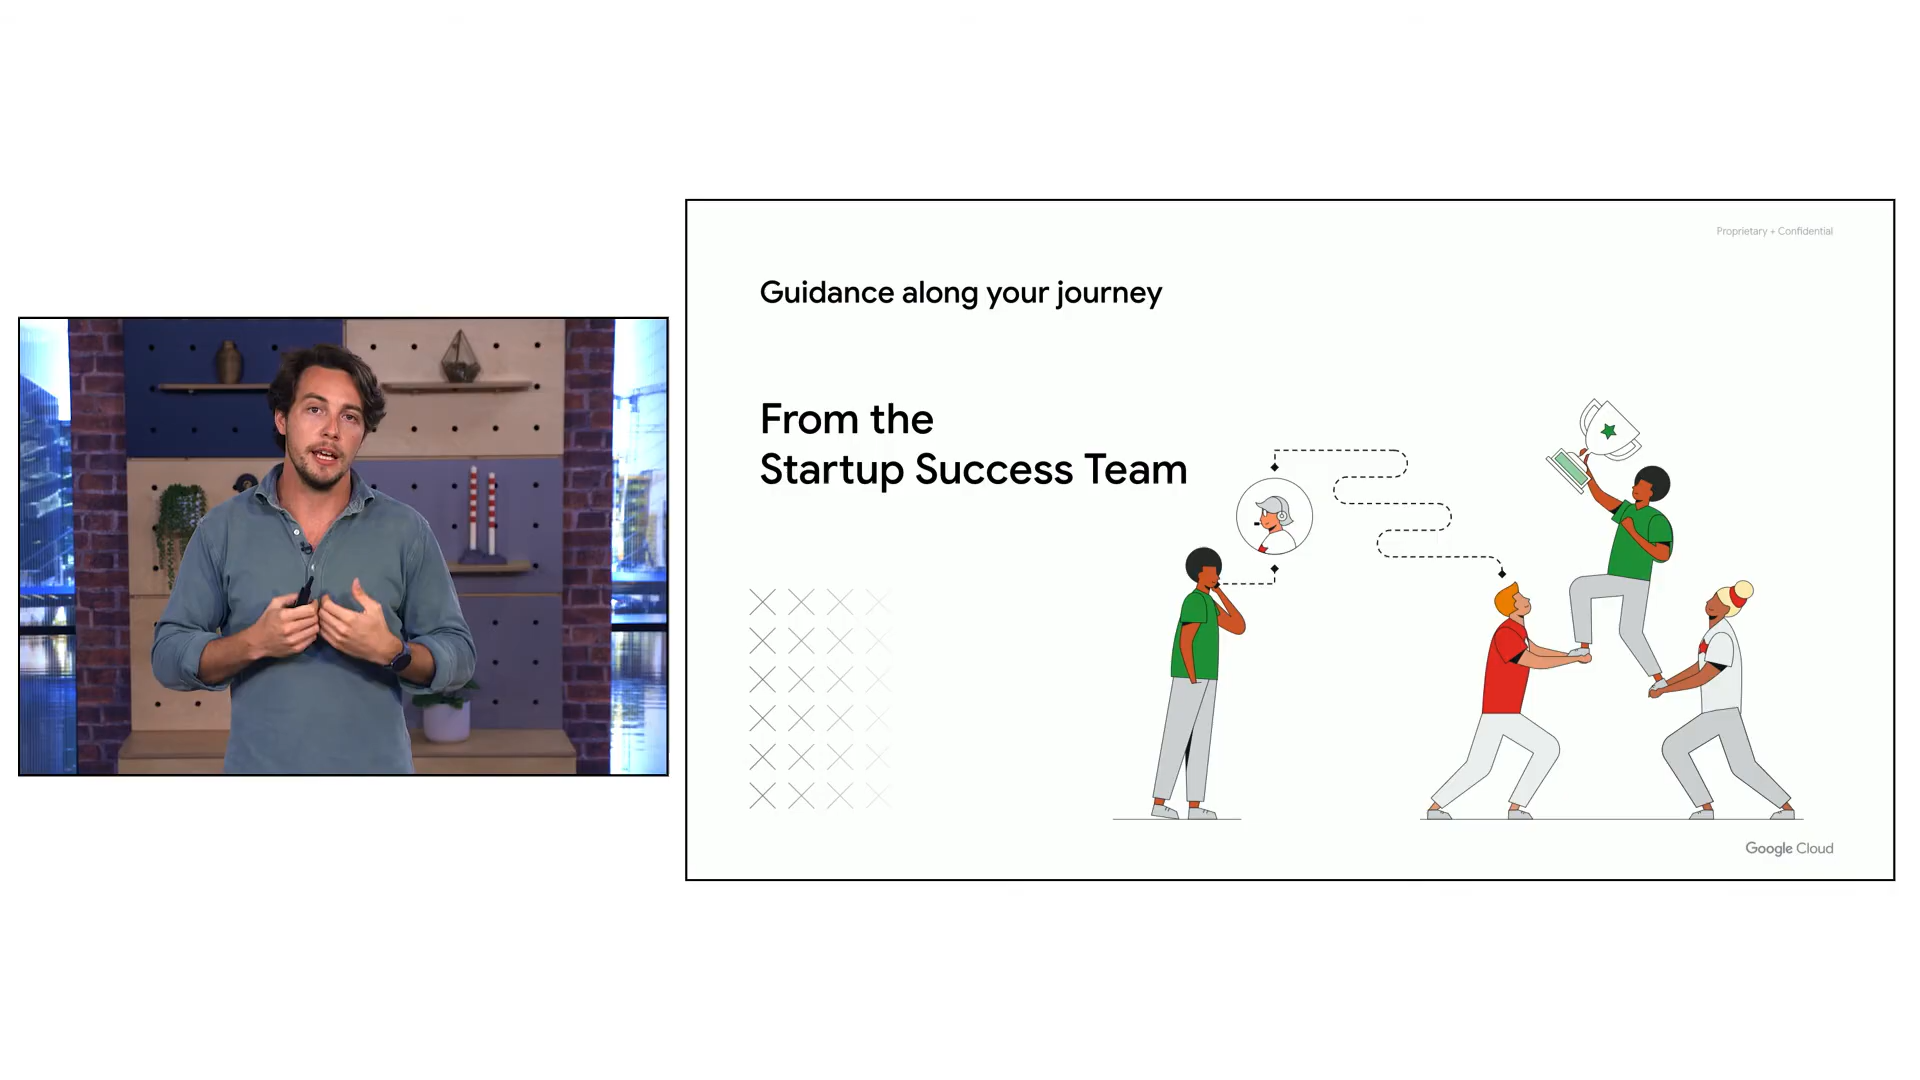 Proprietary + Confidential
Guidance along your journey
From the
Startup Success Team
Google Cloud